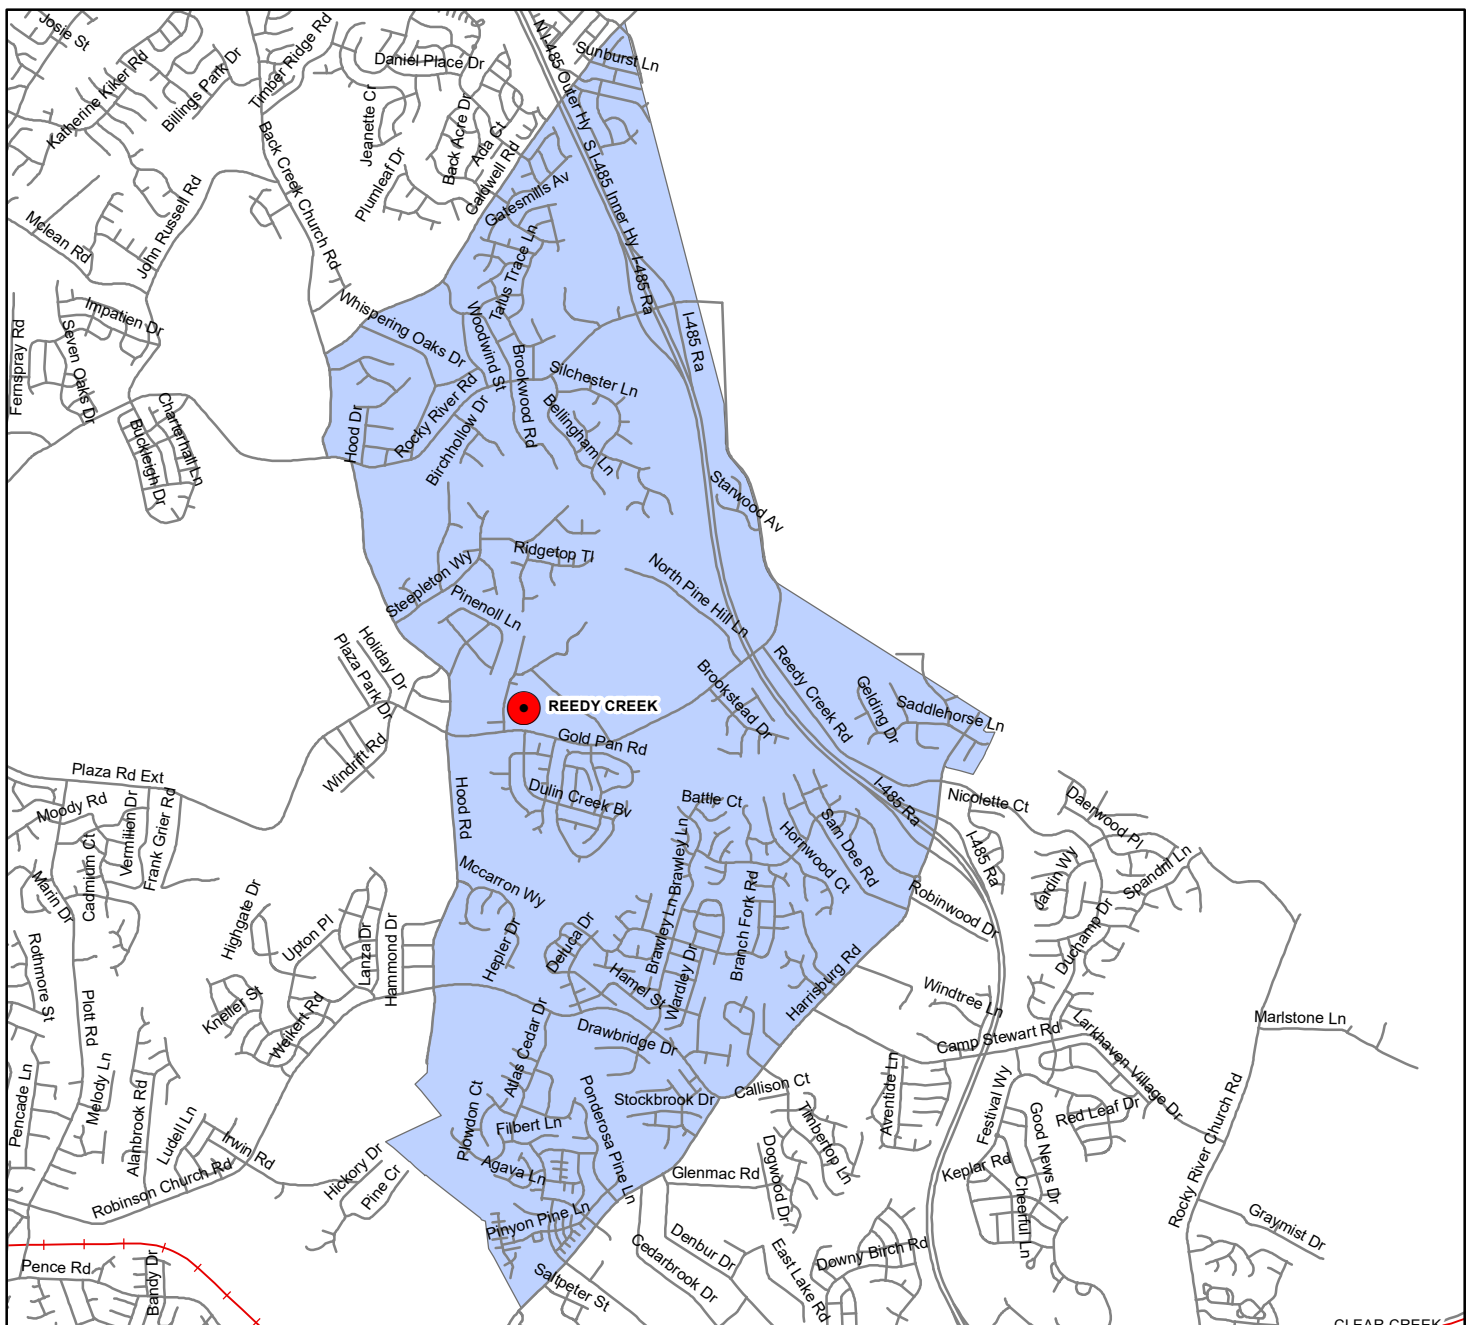 Josie St
Katherine Kiker Rd
Billings Park Dr
Timber Ridge Rd
Daniel Place Dr
N I-485 Outer Hy
Sunburst Ln
Jeanette Cr
Back Acre Dr
Ada Ct
Plumleaf Dr
Caldwell Rd
Back Creek Church Rd
Gatesmills Av
S I-485 Inner Hy
Mclean Rd
John Russell Rd
Talus Trace Ln
I-485 Ra
Impatien Dr
Whispering Oaks Dr
Woodwind St
I-485 Ra
Fernspray Rd
Seven Oaks Dr
Brookwood Rd
Silchester Ln
Charterhall Ln
Buckleigh Dr
Hood Dr
Rocky River Rd
Birchhollow Dr
Bellingham Ln
Starwood Av
Ridgetop Tl
Steepleton Wy
Pinenoll Ln
North Pine Hill Ln
Holiday Dr
Plaza Park Dr
Brookstead Dr
Reedy Creek Rd
Gelding Dr
Saddlehorse Ln
REEDY CREEK
Windrift Rd
Gold Pan Rd
Plaza Rd Ext
Moody Rd
Vermillion Dr
Frank Grier Rd
Hood Rd
Dulin Creek Bv
Battle Ct
I-485 Ra
Nicolette Ct
Daerwood Pl
Cadmium Ct
Marin Dr
Hornwood Ct
Sam Dee Rd
I-485 Ra
Jardin Wy
Spandril Ln
Mccarron Wy
Brawley Ln
Brawley Ln
Branch Fork Rd
Robinwood Dr
Duchamp Dr
Highgate Dr
Upton Pl
Lanza Dr
Hammond Dr
Hepler Dr
Deluca Dr
Hamel St
Wardley Dr
Harrisburg Rd
Rothmore St
Plott Rd
Kneller St
Weikert Rd
Windtree Ln
Marlstone Ln
Drawbridge Dr
Camp Stewart Rd
Larkhaven Village Dr
Atlas Cedar Dr
Pencade Ln
Melody Ln
Alanbrook Rd
Ludell Ln
Irwin Rd
Robinson Church Rd
Plowdon Ct
Filbert Ln
Agava Ln
Ponderosa Pine Ln
Stockbrook Dr
Callison Ct
Timbertop Ln
Aventide Ln
Festival Wy
Good News Dr
Red Leaf Dr
Rocky River Church Rd
Hickory Dr
Pine Cr
Glenmac Rd
Dogwood Dr
Keplar Rd
Cheerful Ln
Graymist Dr
Pinyon Pine Ln
Pence Rd
Bandy Dr
Saltpeter St
Cedarbrook Dr
Denbur Dr
East Lake Rd
Downy Birch Rd
CLEAR CREEK